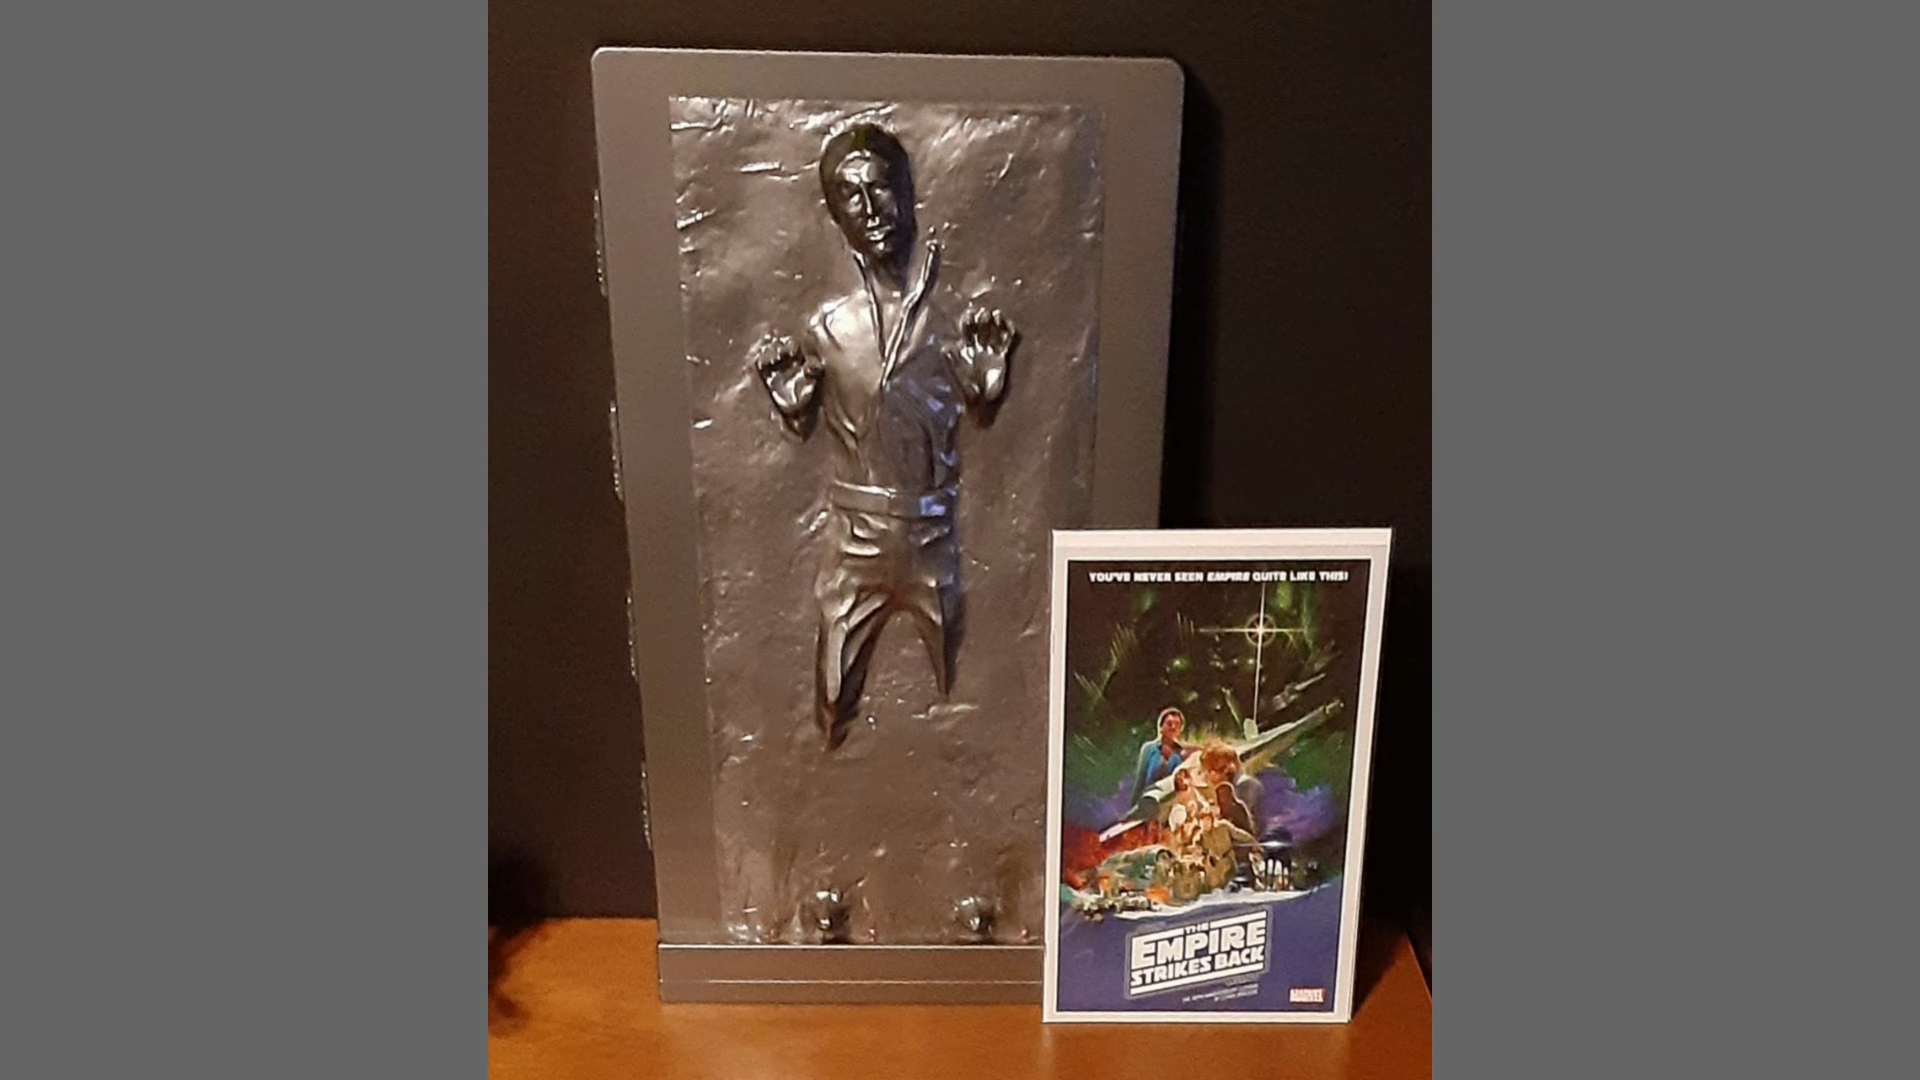 YOU'VE NEVER SEEN EMPIRE QUITE LIKE THIS!
THE
EMPIRE
STRIKES BACK
MARVEL